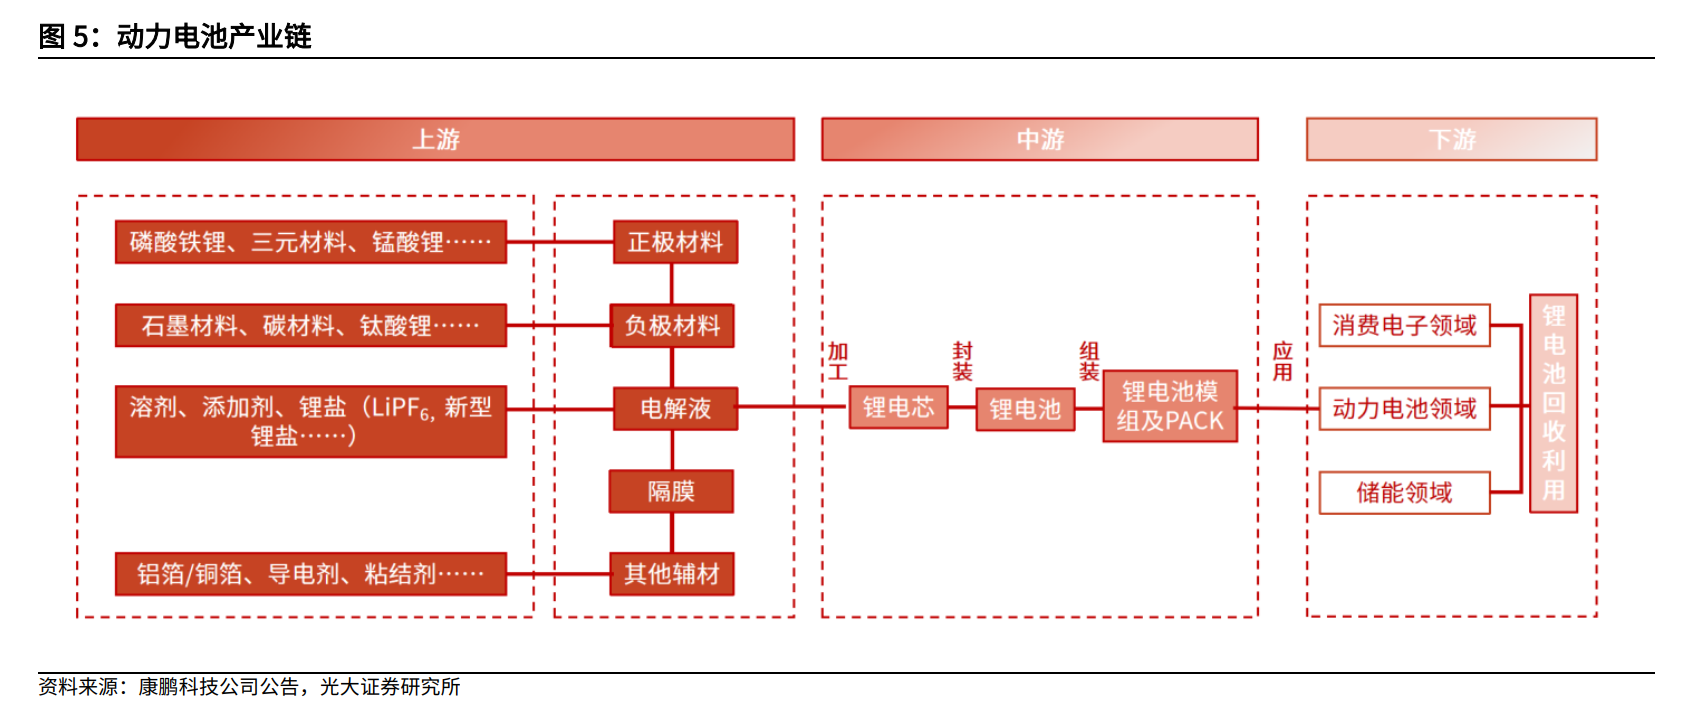 图 5：动力电池产业链
上游
中游
下游
磷酸铁锂、三元材料、锰酸锂……
正极材料
石墨材料、碳材料、钛酸锂……
负极材料
溶剂、添加剂、锂盐（LiPF6, 新型
锂盐……）
电解液
隔膜
铝箔/铜箔、导电剂、粘结剂……
其他辅材
加
工
锂电芯
封
装
锂电池
组
装
锂电池模
组及PACK
应
用
消费电子领域
动力电池领域
储能领域
锂
电
池
回
收
利
用
资料来源：康鹏科技公司公告，光大证券研究所